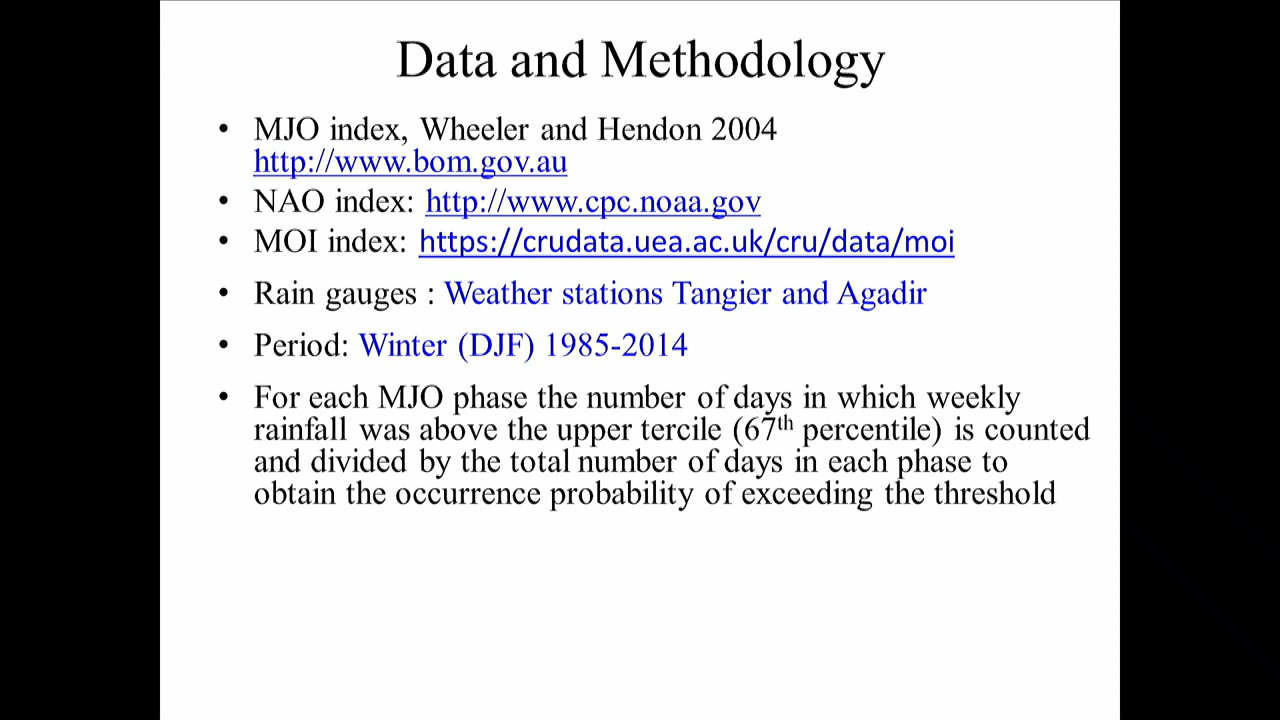 Data and Methodology
• MJO index, Wheeler and Hendon 2004
http://www.bom.gov.au
• NAO index: http://www.cpc.noaa.gov
• MOI index: https://crudata.uea.ac.uk/cru/data/moi
• Rain gauges : Weather stations Tangier and Agadir
• Period: Winter (DJF) 1985-2014
• For each MJO phase the number of days in which weekly
rainfall was above the upper tercile (67th percentile) is counted
and divided by the total number of days in each phase to
obtain the occurrence probability of exceeding the threshold